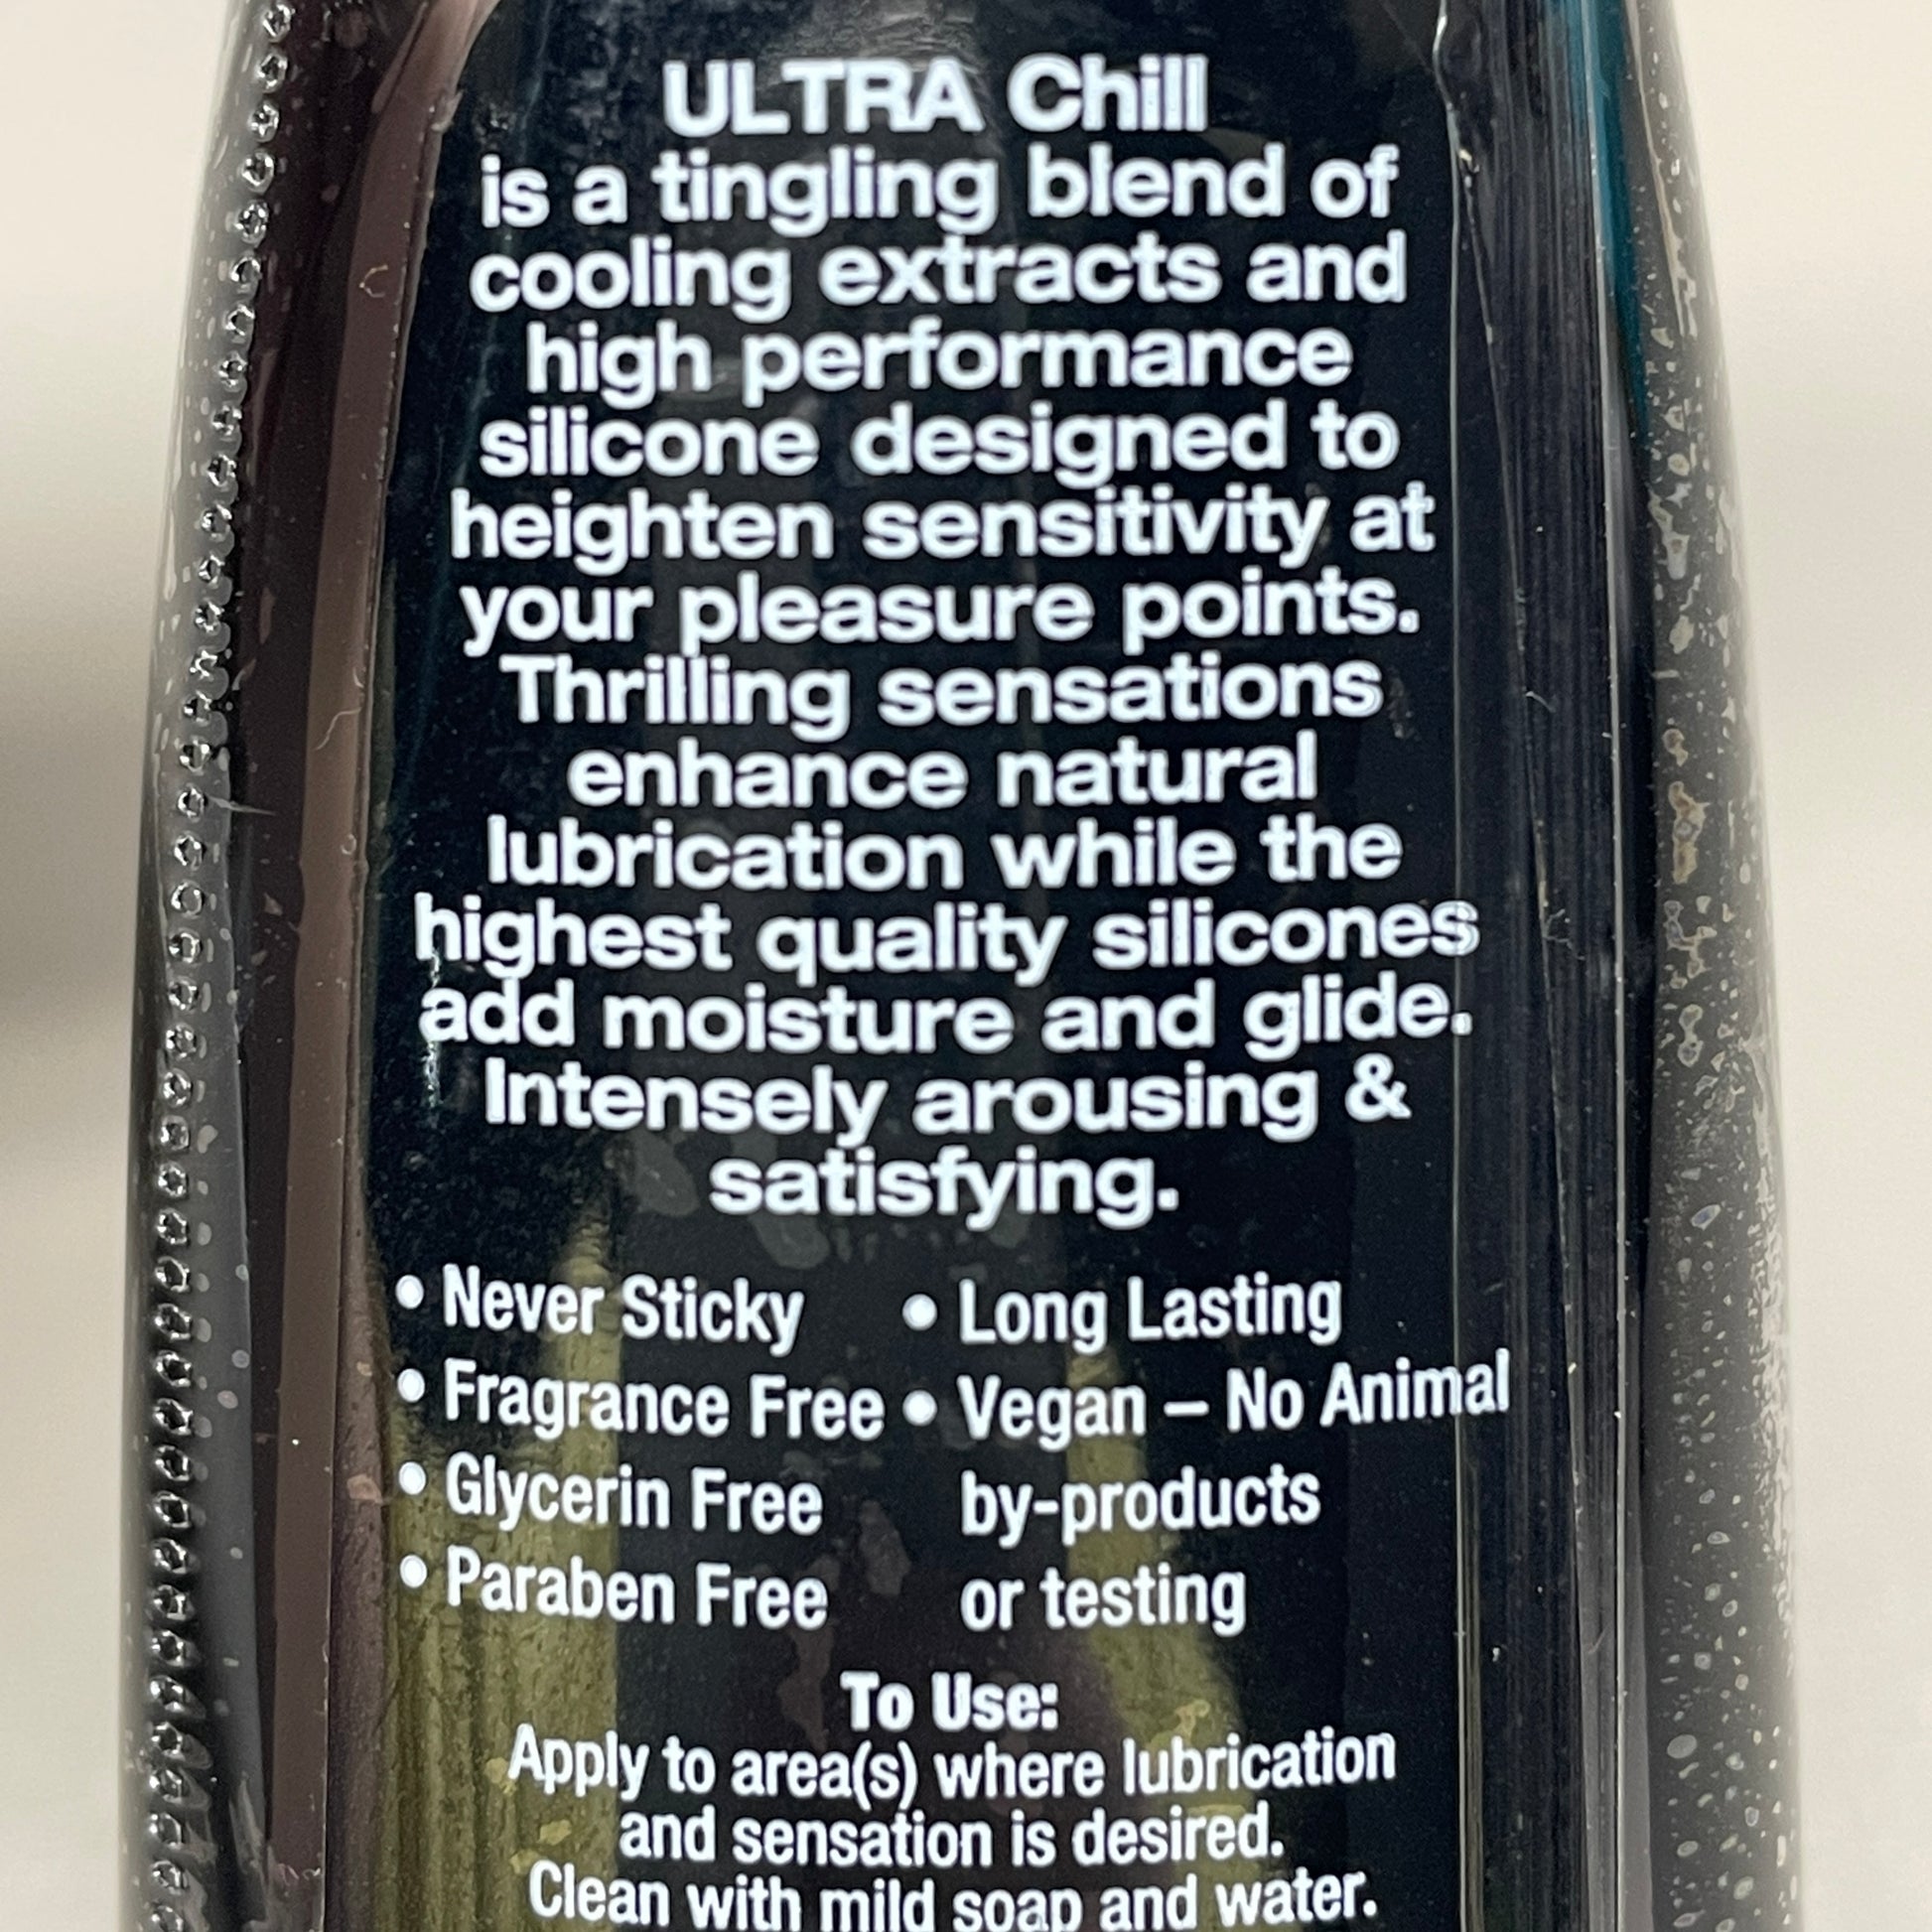 ULTRA Chill
is a tingling blend of
cooling extracts and
high performance
silicone designed to
heighten sensitivity at
your pleasure points.
Thrilling sensations
enhance natural
lubrication while the
highest quality silicones
add moisture and glide.
Intensely arousing &
satisfying.
• Never Sticky
• Fragrance Free
• Glycerin Free
• Paraben Free
• Long Lasting
• Vegan – No Animal
by-products
or testing
To Use:
Apply to area(s) where lubrication
and sensation is desired.
Clean with mild soap and water.